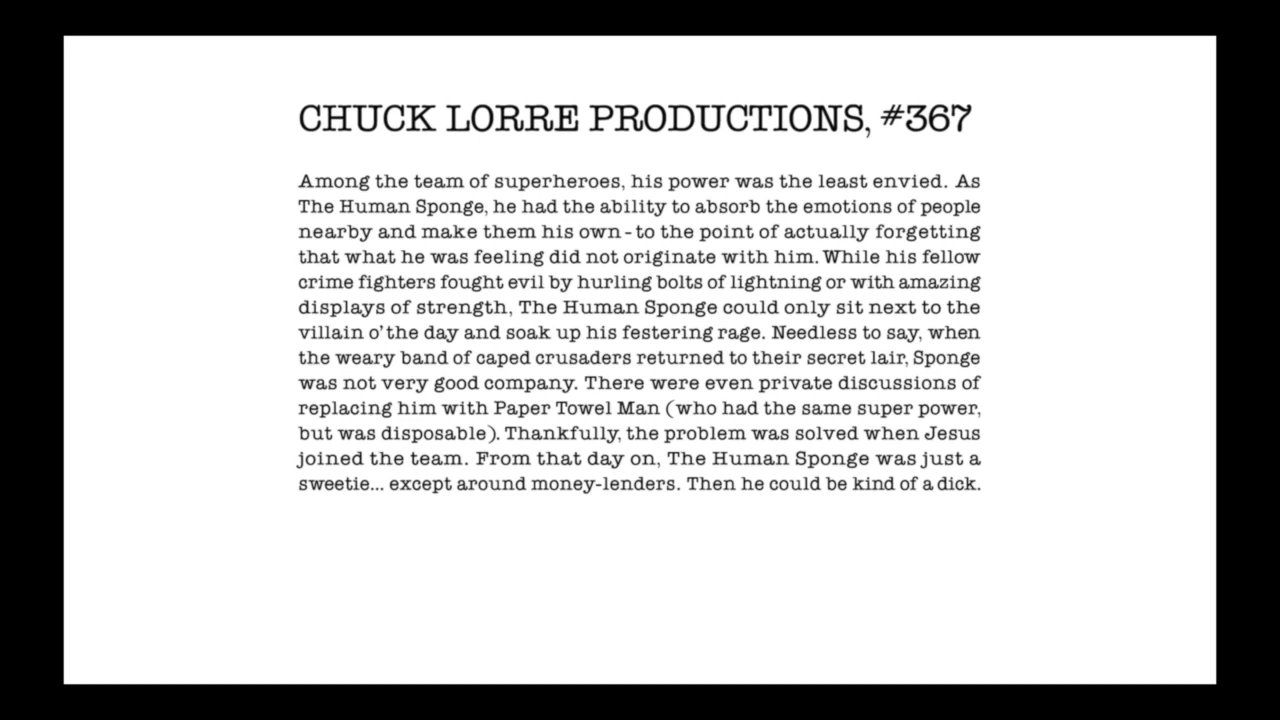 CHUCK LORRE PRODUCTIONS, #367
Among the team of superheroes, his power was the least envied. As
The Human Sponge, he had the ability to absorb the emotions of people
nearby and make them his own - to the point of actually forgetting
that what he was feeling did not originate with him. While his fellow
crime fighters fought evil by hurling bolts of lightning or with amazing
displays of strength, The Human Sponge could only sit next to the
villain o' the day and soak up his festering rage. Needless to say, when
the weary band of caped crusaders returned to their secret lair, Sponge
was not very good company. There were even private discussions of
replacing him with Paper Towel Man (who had the same super power,
but was disposable). Thankfully, the problem was solved when Jesus
joined the team. From that day on, The Human Sponge was just a
sweetie... except around money-lenders. Then he could be kind of a dick.